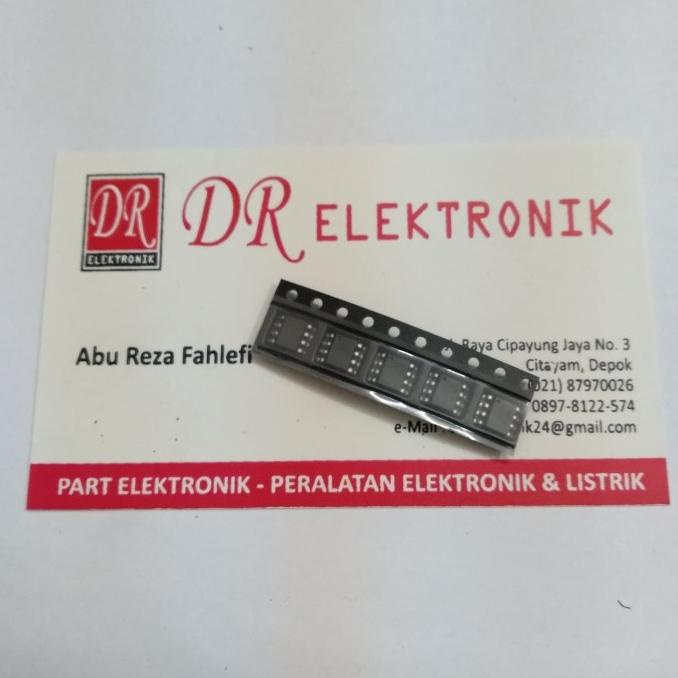 DR
ELEKTRONIK
DR ELEKTRONIK
Abu Reza Fahlefi
Raya Cipayung Jaya No. 3
Citayam, Depok
021) 87970026
0897-8122-574
e-Mail
k24@gmail.com
PART ELEKTRONIK - PERALATAN ELEKTRONIK & LISTRIK